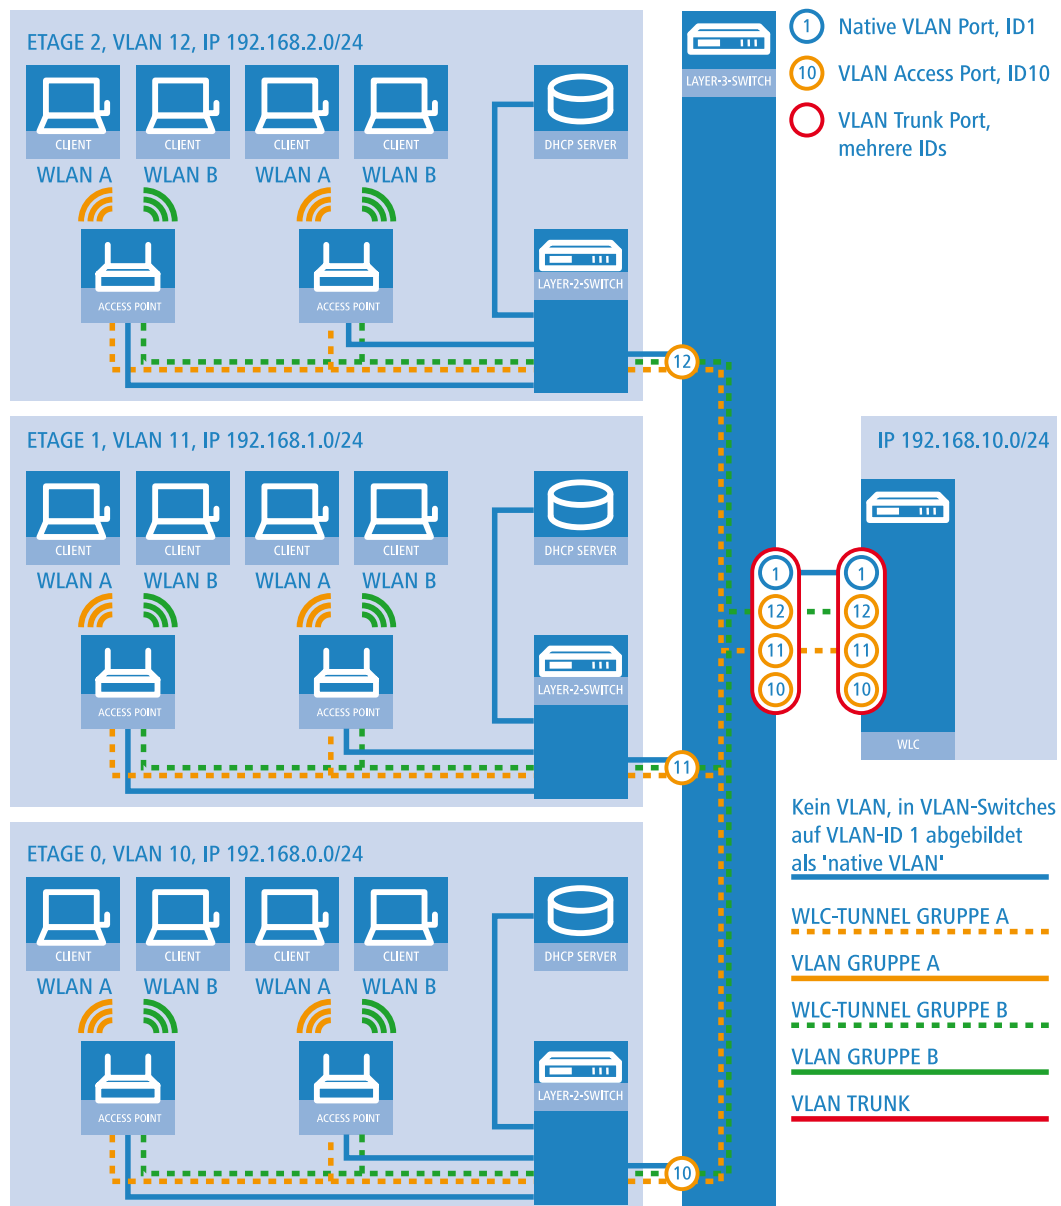 ETAGE 2, VLAN 12, IP 192.168.2.0/24
CLIENT
CLIENT
CLIENT
CLIENT
DHCP SERVER
WLAN A
WLAN B
WLAN A
WLAN B
ACCESS POINT
ACCESS POINT
LAYER-2-SWITCH
12
ETAGE 1, VLAN 11, IP 192.168.1.0/24
CLIENT
CLIENT
CLIENT
CLIENT
DHCP SERVER
WLAN A
WLAN B
WLAN A
WLAN B
ACCESS POINT
ACCESS POINT
LAYER-2-SWITCH
11
ETAGE 0, VLAN 10, IP 192.168.0.0/24
CLIENT
CLIENT
CLIENT
CLIENT
DHCP SERVER
WLAN A
WLAN B
WLAN A
WLAN B
ACCESS POINT
ACCESS POINT
LAYER-2-SWITCH
10
LAYER-3-SWITCH
1
Native VLAN Port, ID1
10
VLAN Access Port, ID10
VLAN Trunk Port,
mehrere IDs
IP 192.168.10.0/24
1
1
12
12
11
11
10
10
WLC
Kein VLAN, in VLAN-Switches
auf VLAN-ID 1 abgebildet
als 'native VLAN'
WLC-TUNNEL GRUPPE A
VLAN GRUPPE A
WLC-TUNNEL GRUPPE B
VLAN GRUPPE B
VLAN TRUNK